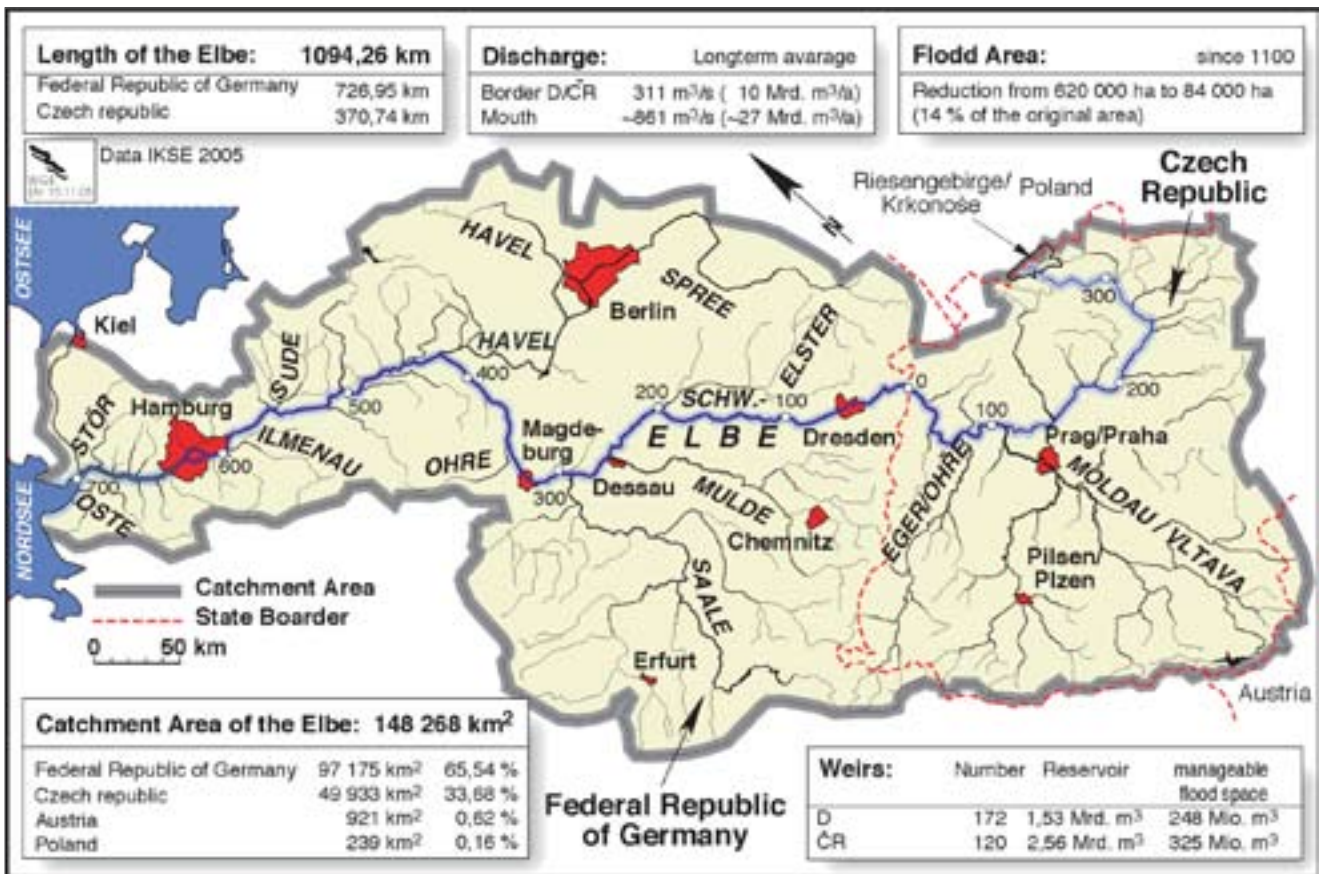 Length of the Elbe: 1094,26 km
Federal Republic of Germany 726,95 km
Czech republic 370,74 km
Discharge: Longterm avarage
Border D/ČR 311 m³/s ( 10 Mrd. m³/a)
Mouth ~861 m³/s (~27 Mrd. m³/a)
Flodd Area: since 1100
Reduction from 620 000 ha to 84 000 ha
(14 % of the original area)
Data IKSE 2005
OSTSEE
NORDSEE
Kiel
STÖR
OSTE
Hamburg
SUDE
ILMENAU
OHRE
HAVEL
HAVEL
Berlin
SPREE
SCHW.-
ELSTER
ELBE
Magde-
burg
Dessau
MULDE
Chemnitz
SAALE
Erfurt
Dresden
700
600
500
400
300
200
100
0
100
200
300
N
Riesengebirge/
Krkonoše
Poland
Czech
Republic
EGER/OHRE
Prag/Praha
MOLDAU / VLTAVA
Pilsen/
Plzen
Austria
Catchment Area
State Boarder
0 50 km
Federal Republic
of Germany
Catchment Area of the Elbe: 148 268 km²
Federal Republic of Germany 97 175 km² 65,54 %
Czech republic 49 933 km² 33,68 %
Austria 921 km² 0,62 %
Poland 239 km² 0,16 %
Weirs: Number Reservoir manageable
flood space
D 172 1,53 Mrd. m³ 248 Mio. m³
ČR 120 2,56 Mrd. m³ 325 Mio. m³